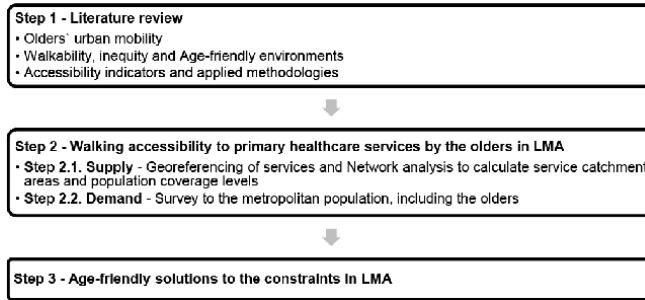 Step 1 - Literature review
• Olders` urban mobility
• Walkability, inequity and Age-friendly environments
• Accessibility indicators and applied methodologies
Step 2 - Walking accessibility to primary healthcare services by the olders in LMA
• Step 2.1. Supply - Georeferencing of services and Network analysis to calculate service catchment
areas and population coverage levels
• Step 2.2. Demand - Survey to the metropolitan population, including the olders
Step 3 - Age-friendly solutions to the constraints in LMA